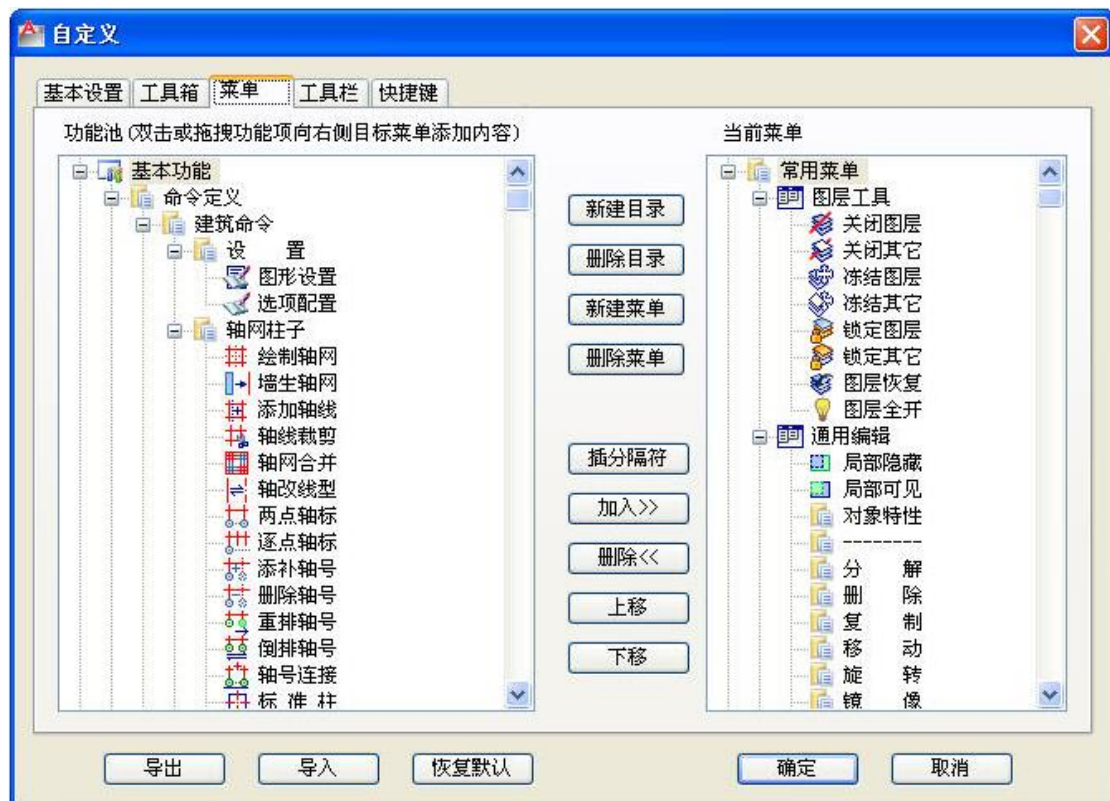 自定义
基本设置 工具箱 菜单 工具栏 快捷键
功能池(双击或拖拽功能项向右侧目标菜单添加内容)
基本功能
命令定义
建筑命令
设 置
图形设置
选项配置
轴网柱子
绘制轴网
墙生轴网
添加轴线
轴线裁剪
轴网合并
轴改线型
两点轴标
逐点轴标
添补轴号
删除轴号
重排轴号
倒排轴号
轴号连接
标 准 柱
新建目录
删除目录
新建菜单
删除菜单
插分隔符
加入>>
删除<<
上移
下移
当前菜单
常用菜单
图层工具
关闭图层
关闭其它
冻结图层
冻结其它
锁定图层
锁定其它
图层恢复
图层全开
通用编辑
局部隐藏
局部可见
对象特性
--------
分 解
删 除
复 制
移 动
旋 转
镜 像
导出 导入 恢复默认 确定 取消